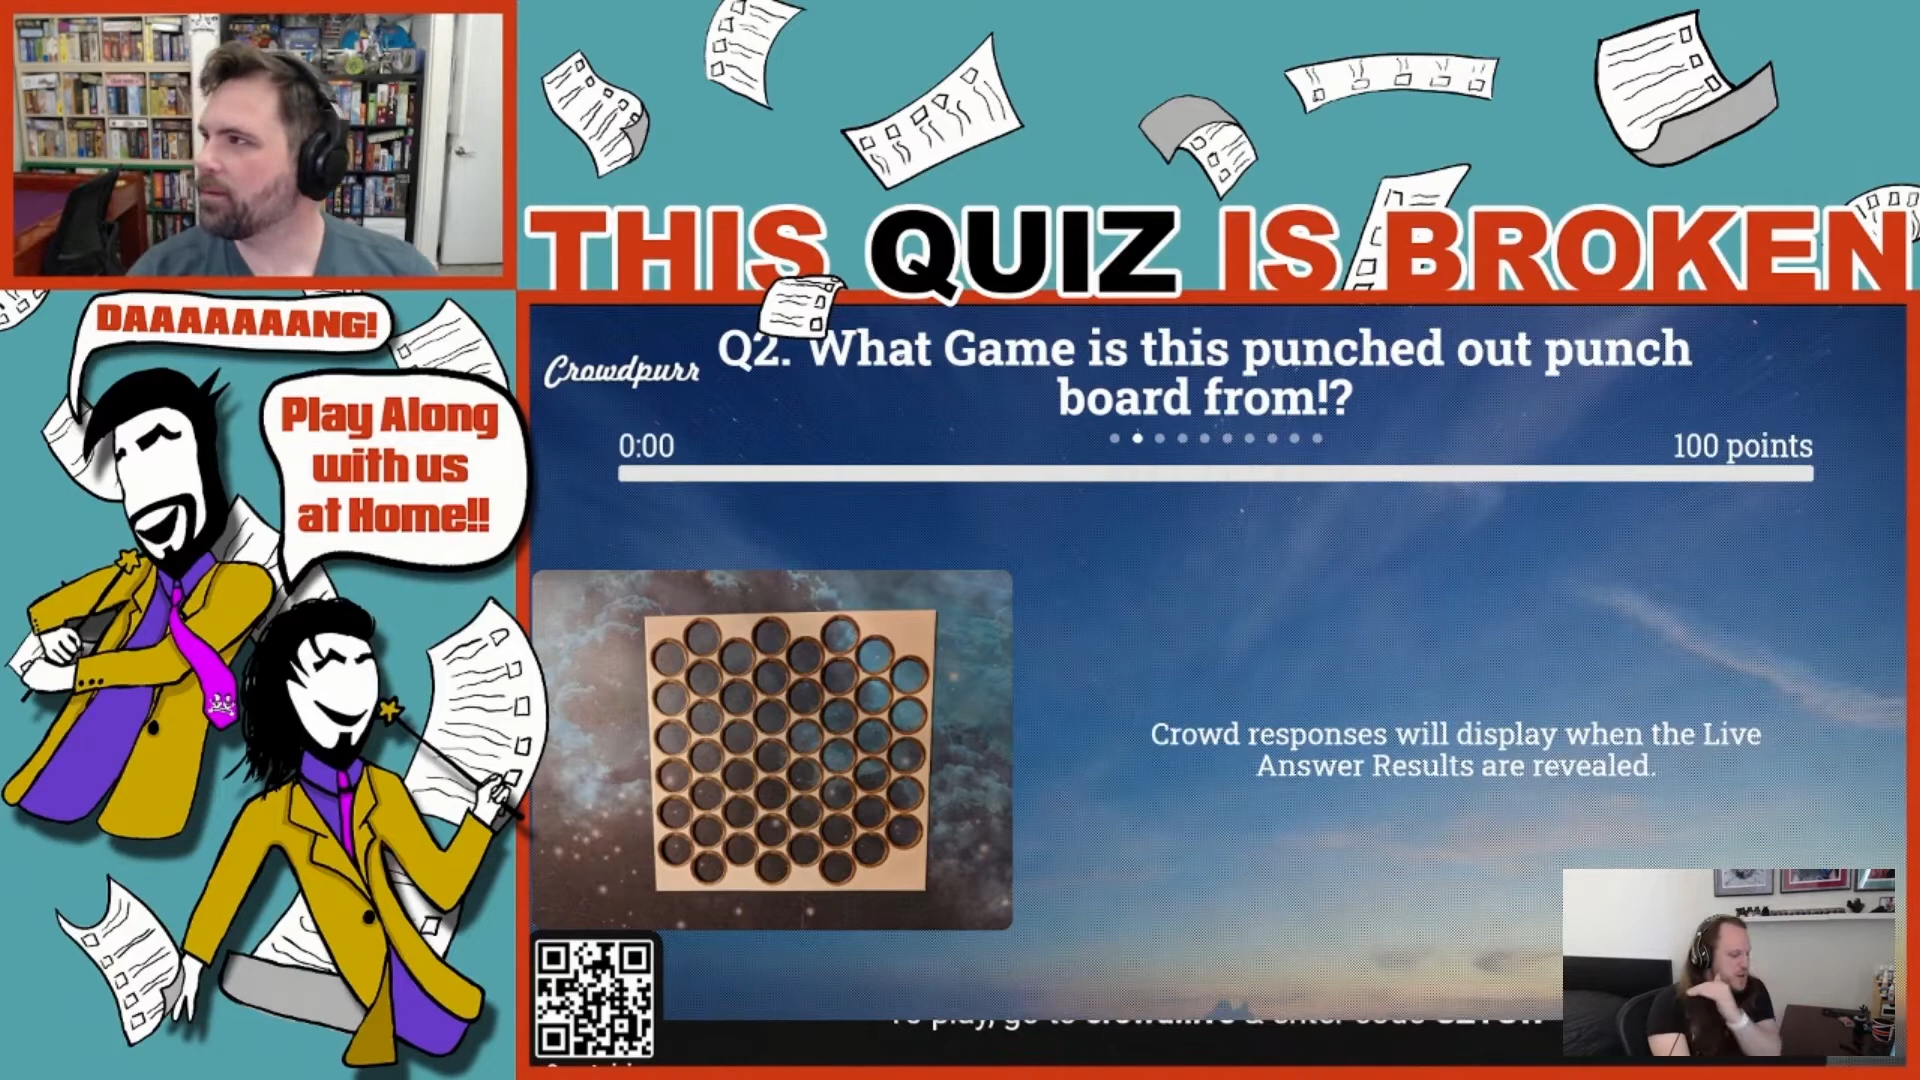 THIS QUIZ IS BROKEN
DAAAAAAAANG!
Play Along
with us
at Home!!
Crowdpurr
Q2. What Game is this punched out punch
board from!?
0:00
100 points
Crowd responses will display when the Live
Answer Results are revealed.